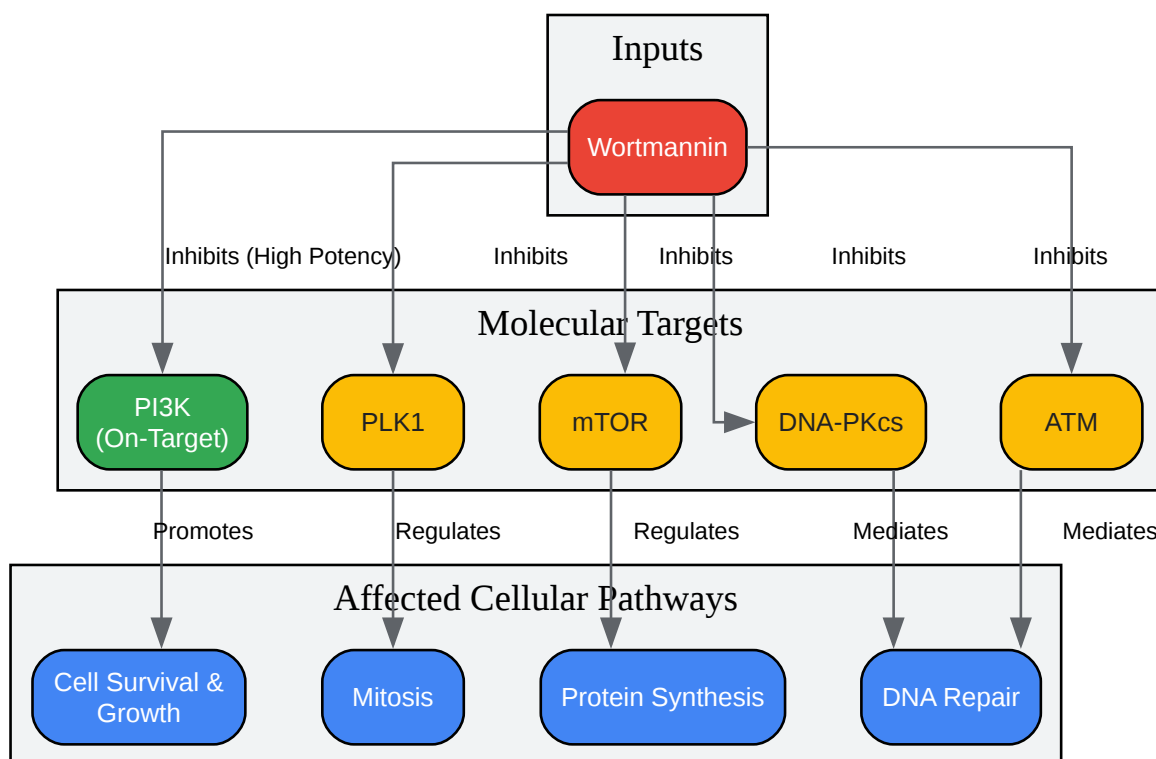 Inputs
Wortmannin
Inhibits (High Potency)
Inhibits
Inhibits
Inhibits
Inhibits
Molecular Targets
PI3K
(On-Target)
PLK1
mTOR
DNA-PKcs
ATM
Promotes
Regulates
Regulates
Mediates
Mediates
Affected Cellular Pathways
Cell Survival &
Growth
Mitosis
Protein Synthesis
DNA Repair